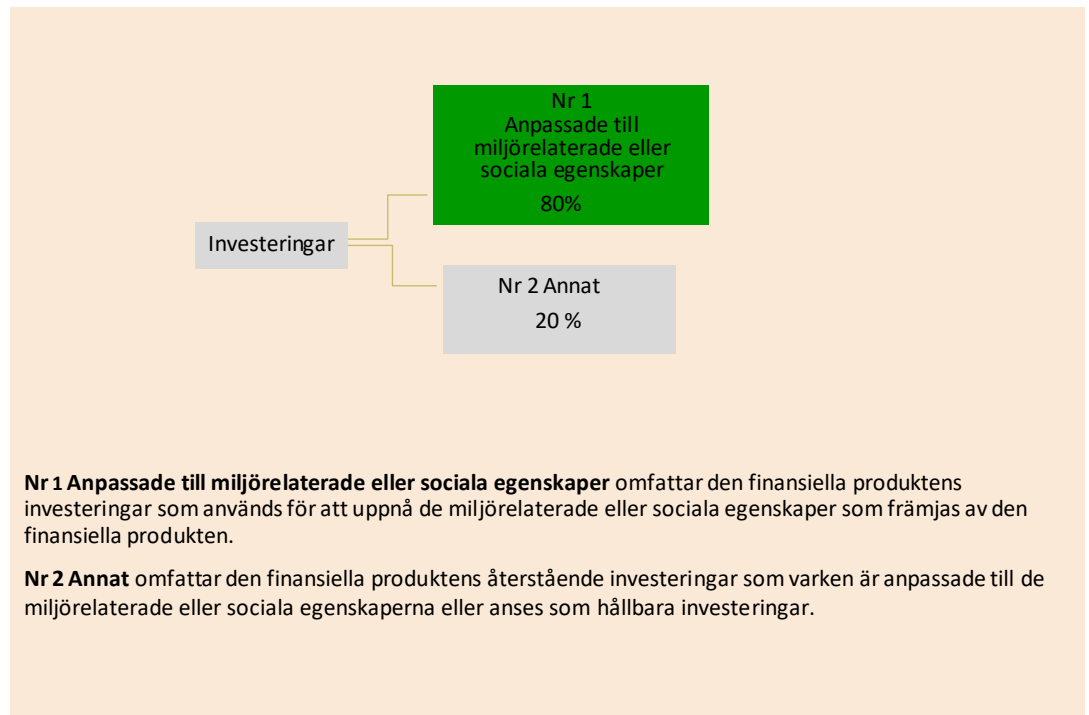 Nr 1
Anpassade till
miljörelaterade eller
sociala egenskaper
80%
Investeringar
Nr 2 Annat
20 %
Nr 1 Anpassade till miljörelaterade eller sociala egenskaper omfattar den finansiella produktens
investeringar som används för att uppnå de miljörelaterade eller sociala egenskaper som främjas av den
finansiella produkten.
Nr 2 Annat omfattar den finansiella produktens återstående investeringar som varken är anpassade till de
miljörelaterade eller sociala egenskaperna eller anses som hållbara investeringar.